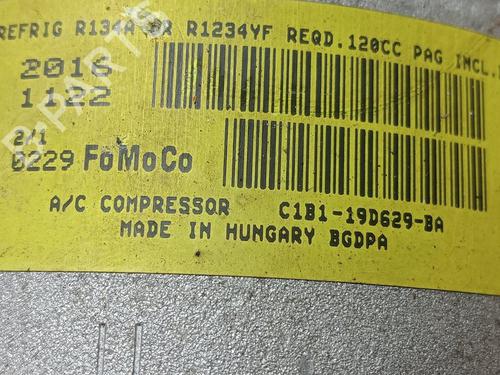 REFRIG R134A OR R1234YF REQD.120CC PAG INCL.
2016
1122
2/1
0229 FoMoCo
A/C COMPRESSOR C1B1-19D629-BA
MADE IN HUNGARY BGDPA